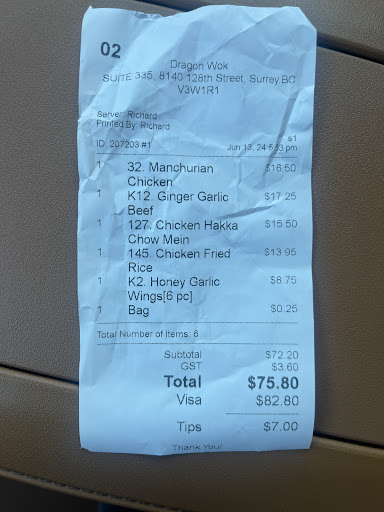 02
Dragon Wok
SUITE 335, 8140 128th Street, Surrey,BC
V3W1R1
Server: Richard
Printed By: Richard
s1
ID: 207203 #1 Jun 13, 24 5:53 pm
1 32. Manchurian $16.50
Chicken
1 K12. Ginger Garlic $17.25
Beef
1 127. Chicken Hakka $15.50
Chow Mein
1 145. Chicken Fried $13.95
Rice
1 K2. Honey Garlic $8.75
Wings[6 pc]
1 Bag $0.25
Total Number of Items: 6
Subtotal $72.20
GST $3.60
Total $75.80
Visa $82.80
Tips $7.00
Thank You!